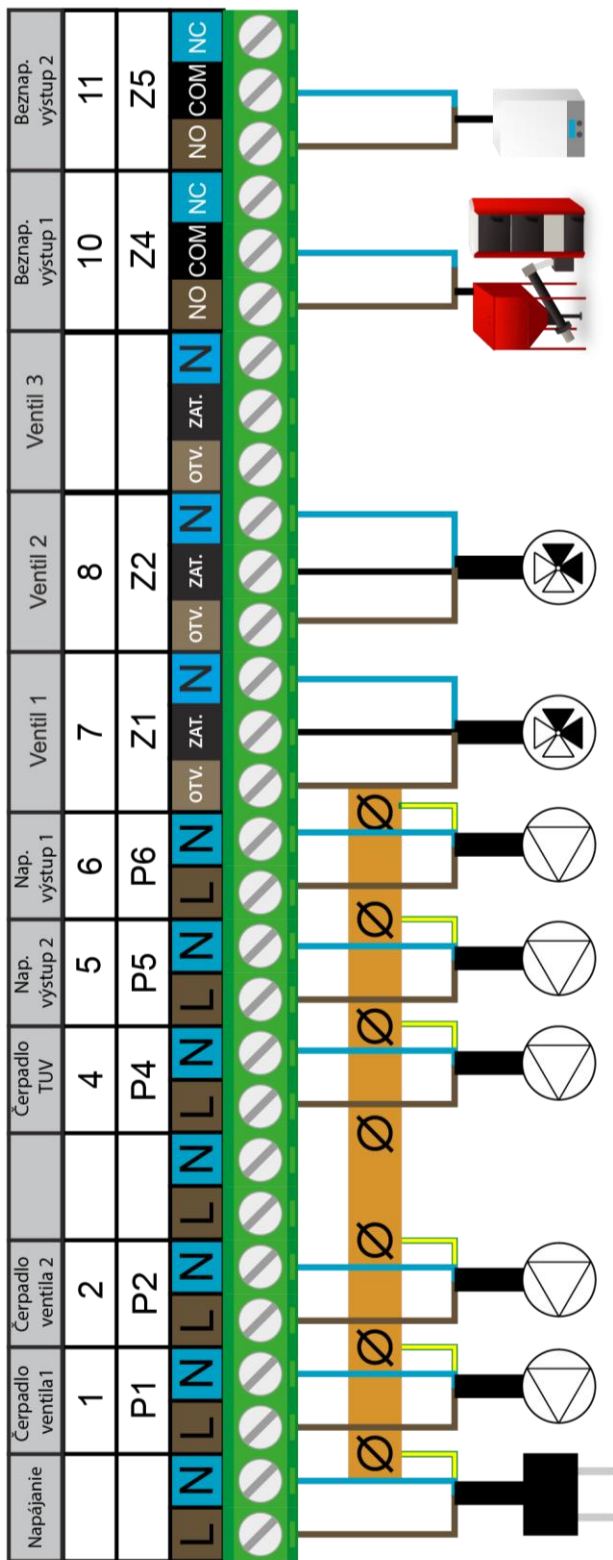 Napájanie
Čerpadlo
ventila1
Čerpadlo
ventila 2
Čerpadlo
TUV
Nap.
výstup 2
Nap.
výstup 1
Ventil 1
Ventil 2
Ventil 3
Beznap.
výstup 1
Beznap.
výstup 2
1 2 4 5 6 7 8 10 11
P1 P2 P4 P5 P6 Z1 Z2 Z4 Z5
L N L N L N L N L N L N L N OTV. ZAT. N OTV. ZAT. N OTV. ZAT. N NO COM NC NO COM NC